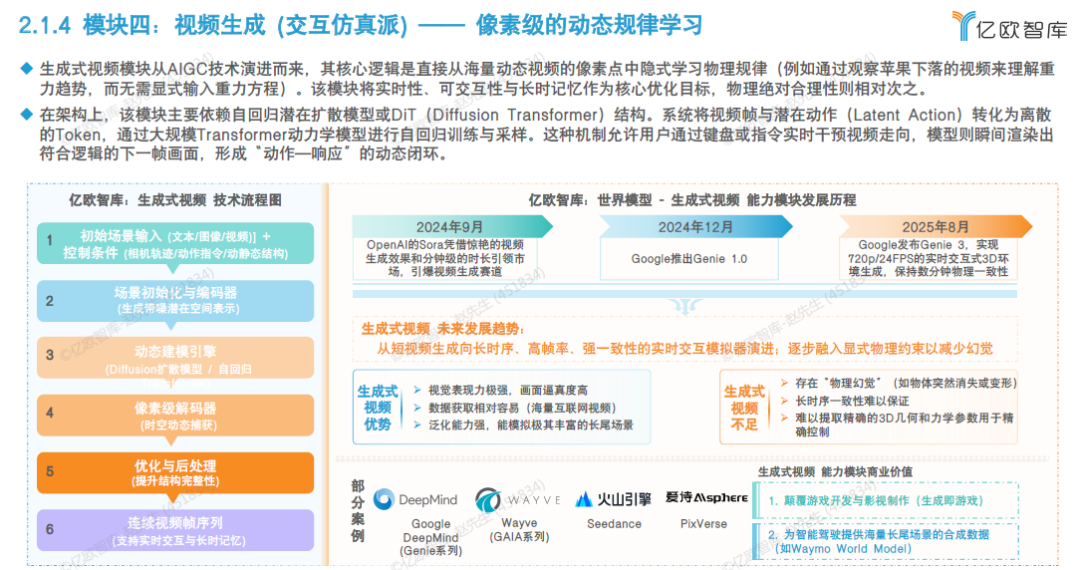 2.1.4 模块四：视频生成 (交互仿真派) —— 像素级的动态规律学习
亿欧智库
生成式视频模块从AIGC技术演进而来，其核心逻辑是直接从海量动态视频的像素点中隐式学习物理规律（例如通过观察苹果下落的视频来理解重
力趋势，而无需显式输入重力方程）。该模块将实时性、可交互性与长时记忆作为核心优化目标，物理绝对合理性则相对次之。
在架构上，该模块主要依赖自回归潜在扩散模型或DiT（Diffusion Transformer）结构。系统将视频帧与潜在动作（Latent Action）转化为离散
的Token，通过大规模Transformer动力学模型进行自回归训练与采样。这种机制允许用户通过键盘或指令实时干预视频走向，模型则瞬间渲染出
符合逻辑的下一帧画面，形成“动作—响应”的动态闭环。
亿欧智库：生成式视频 技术流程图
1
初始场景输入 (文本/图像/视频)] +
控制条件 (相机轨迹/动作指令/动静态结构)
2
场景初始化与编码器
(生成语噪潜在空间表示)
3
动态建模引擎
(Diffusion扩散模型 / 自回归
4
像素级解码器
(时空动态捕获)
5
优化与后处理
(提升结构完整性)
6
连续视频帧序列
(支持实时交互与长时记忆)
亿欧智库：世界模型 - 生成式视频 能力模块发展历程
2024年9月
OpenAI的Sora凭借惊艳的视频
生成效果和分钟级的时长引领市
场，引爆视频生成赛道
2024年12月
Google推出Genie 1.0
2025年8月
Google发布Genie 3，实现
720p/24FPS的实时交互式3D环
境生成，保持数分钟物理一致性
生成式视频 未来发展趋势：
从短视频生成向长时序、高帧率、强一致性的实时交互模拟器演进；逐步融入显式物理约束以减少幻觉
生成式
视频
优势
视觉表现力极强，画面逼真度高
数据获取相对容易（海量互联网视频）
泛化能力强，能模拟极其丰富的长尾场景
生成式
视频
不足
存在“物理幻觉”（如物体突然消失或变形）
长时序一致性难以保证
难以提取精确的3D几何和力学参数用于精
确控制
部分案例
DeepMind
Google
DeepMind
(Genie系列)
WAYVE
Wayve
(GAIA系列)
火山引擎
Seedance
爱诗AIsphere
PixVerse
生成式视频 能力模块商业价值
1. 颠覆游戏开发与影视制作（生成即游戏）
2. 为智能驾驶提供海量长尾场景的合成数据
（如Waymo World Model）
©亿欧智库-赵先生 (451834)